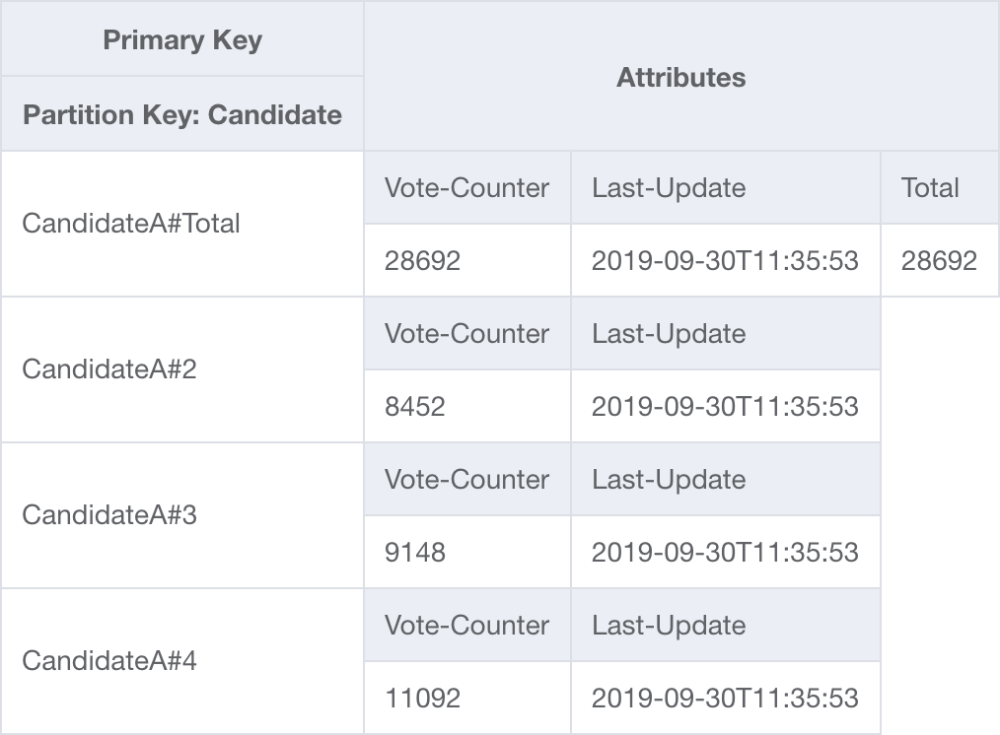 Primary Key
Attributes
Partition Key: Candidate
CandidateA#Total
Vote-Counter Last-Update Total
28692 2019-09-30T11:35:53 28692
CandidateA#2
Vote-Counter Last-Update
8452 2019-09-30T11:35:53
CandidateA#3
Vote-Counter Last-Update
9148 2019-09-30T11:35:53
CandidateA#4
Vote-Counter Last-Update
11092 2019-09-30T11:35:53